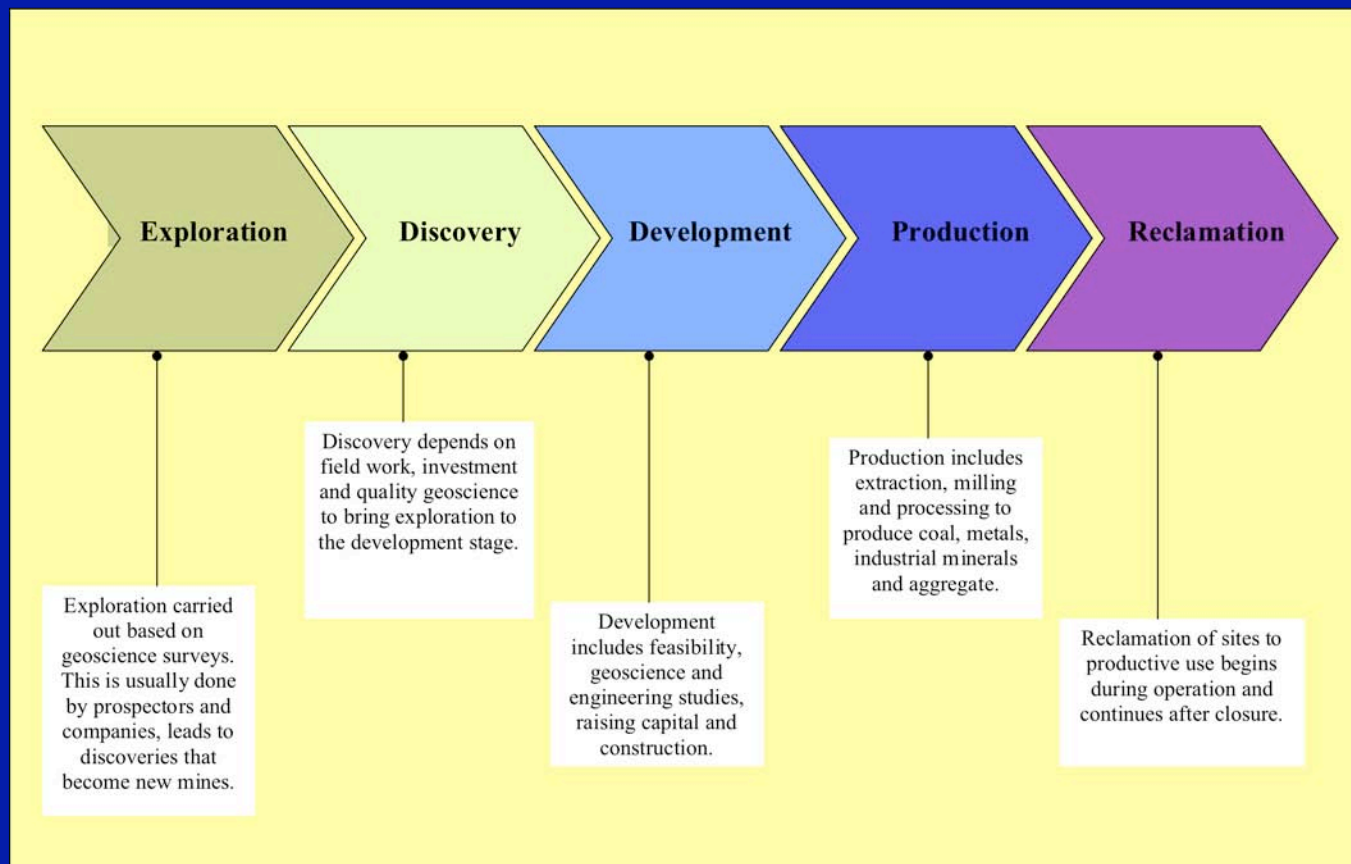 Exploration
Discovery
Development
Production
Reclamation
Exploration carried
out based on
geoscience surveys.
This is usually done
by prospectors and
companies, leads to
discoveries that
become new mines.
Discovery depends on
field work, investment
and quality geoscience
to bring exploration to
the development stage.
Development
includes feasibility,
geoscience and
engineering studies,
raising capital and
construction.
Production includes
extraction, milling
and processing to
produce coal, metals,
industrial minerals
and aggregate.
Reclamation of sites to
productive use begins
during operation and
continues after closure.